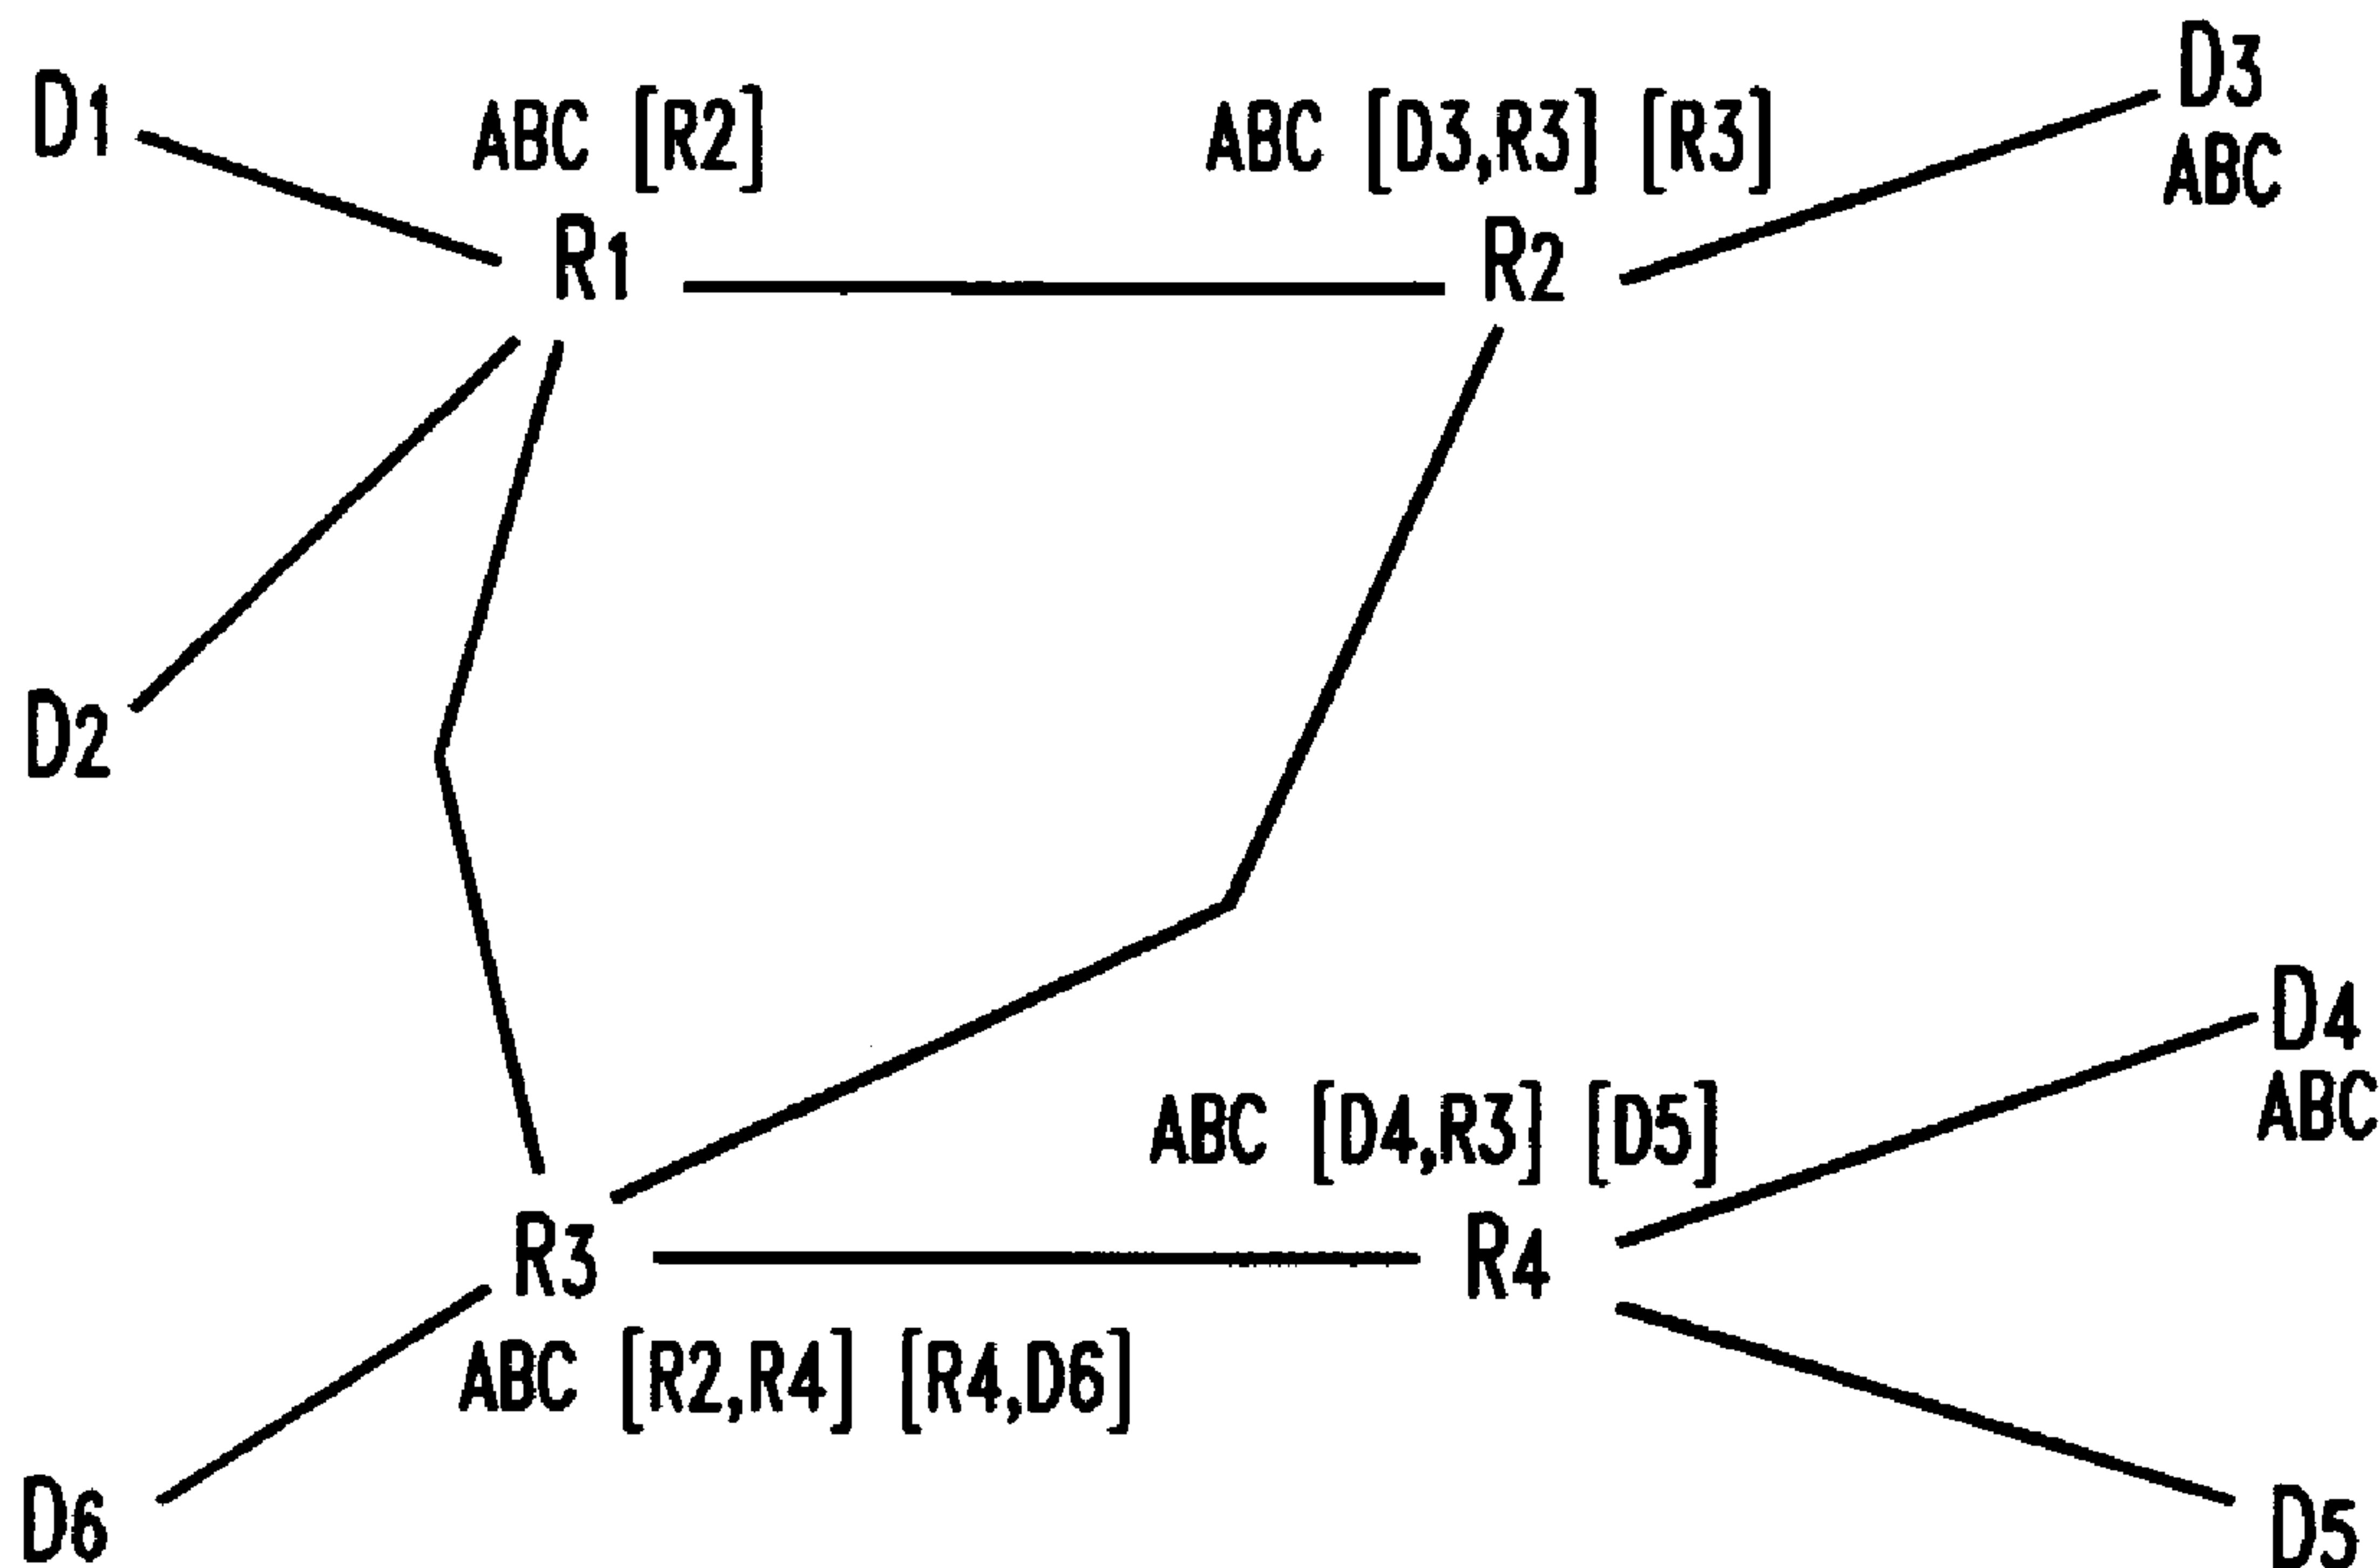 D1
ABC [R2]
ABC [D3,R3] [R3]
D3
ABC
R1
R2
D2
D4
ABC
ABC [D4,R3] [D5]
R3
R4
ABC [R2,R4] [R4,D6]
D6
D5